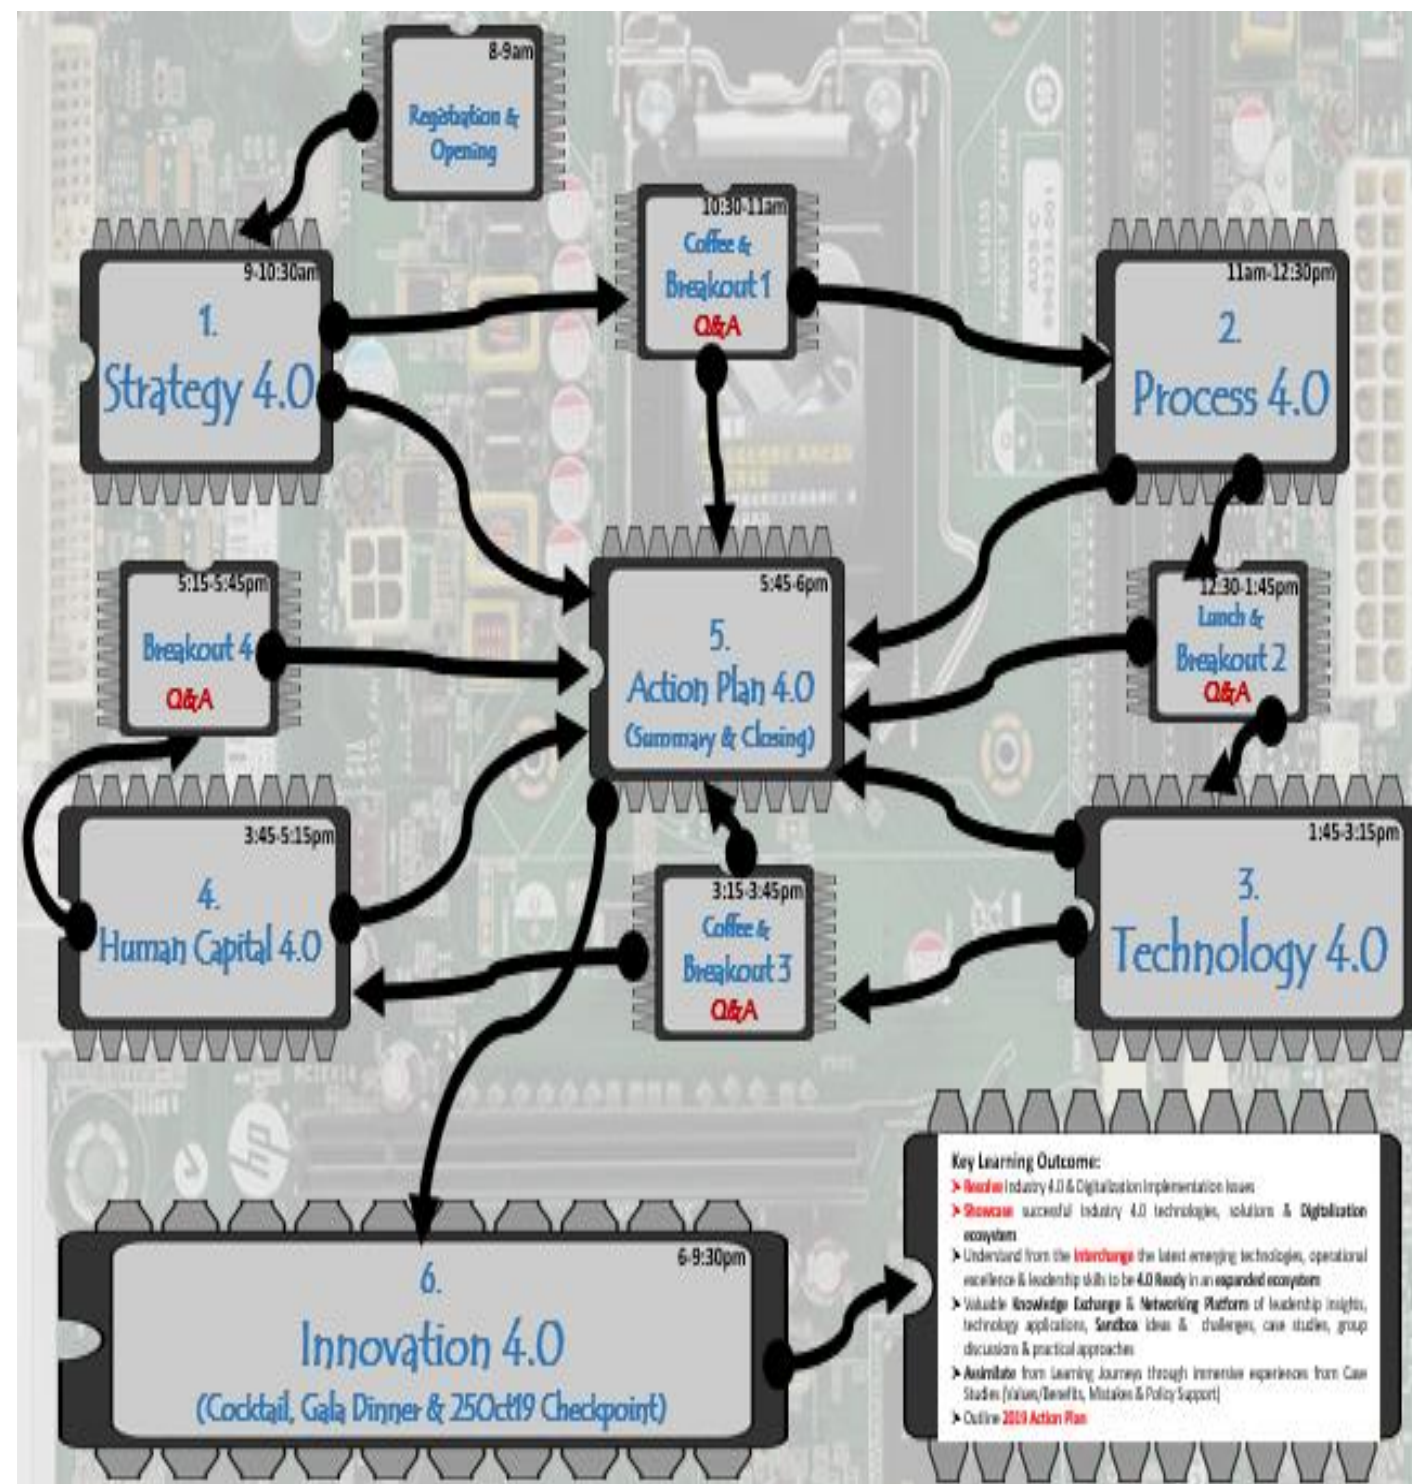 8-9am
Registration &
Opening
9-10:30am
1.
Strategy 4.0
10:30-11am
Coffee &
Breakout 1
Q&A
11am-12:30pm
2.
Process 4.0
12:30-1:45pm
Lunch &
Breakout 2
Q&A
1:45-3:15pm
3.
Technology 4.0
3:15-3:45pm
Coffee &
Breakout 3
Q&A
3:45-5:15pm
4.
Human Capital 4.0
5:15-5:45pm
Breakout 4
Q&A
5:45-6pm
5.
Action Plan 4.0
(Summary & Closing)
6-9:30pm
6.
Innovation 4.0
(Cocktail, Gala Dinner & 25Oct19 Checkpoint)
Key Learning Outcome:
➤ Resolve Industry 4.0 & Digitalization Implementation Issues
➤ Showcase successful Industry 4.0 technologies, solutions & Digitalization
ecosystem
➤ Understand from the interchange the latest emerging technologies, operational
excellence & leadership skills to be 4.0 Ready in an expanded ecosystem
➤ Valuable Knowledge Exchange & Networking Platform of leadership insights,
technology applications, Sandbox ideas & challenges, case studies, group
discussions & practical approaches
➤ Assimilate from Learning Journeys through immersive experiences from Case
Studies (Values/Benefits, Mistakes & Policy Support)
➤ Outline 2019 Action Plan
hp